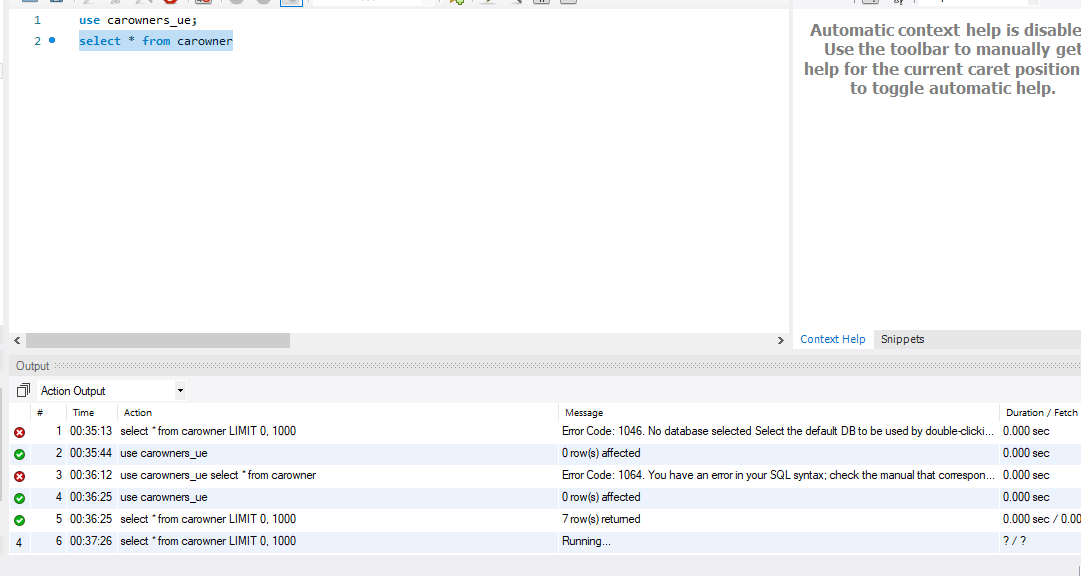 1 use carowners_ue;
2 select * from carowner
Automatic context help is disable
Use the toolbar to manually get
help for the current caret position
to toggle automatic help.
Context Help Snippets
Output
Action Output
# Time Action Message Duration / Fetch
1 00:35:13 select * from carowner LIMIT 0, 1000 Error Code: 1046. No database selected Select the default DB to be used by double-clicki... 0.000 sec
2 00:35:44 use carowners_ue 0 row(s) affected 0.000 sec
3 00:36:12 use carowners_ue select * from carowner Error Code: 1064. You have an error in your SQL syntax; check the manual that correspon... 0.000 sec
4 00:36:25 use carowners_ue 0 row(s) affected 0.000 sec
5 00:36:25 select * from carowner LIMIT 0, 1000 7 row(s) returned 0.000 sec / 0.00
4 6 00:37:26 select * from carowner LIMIT 0, 1000 Running... ? / ?